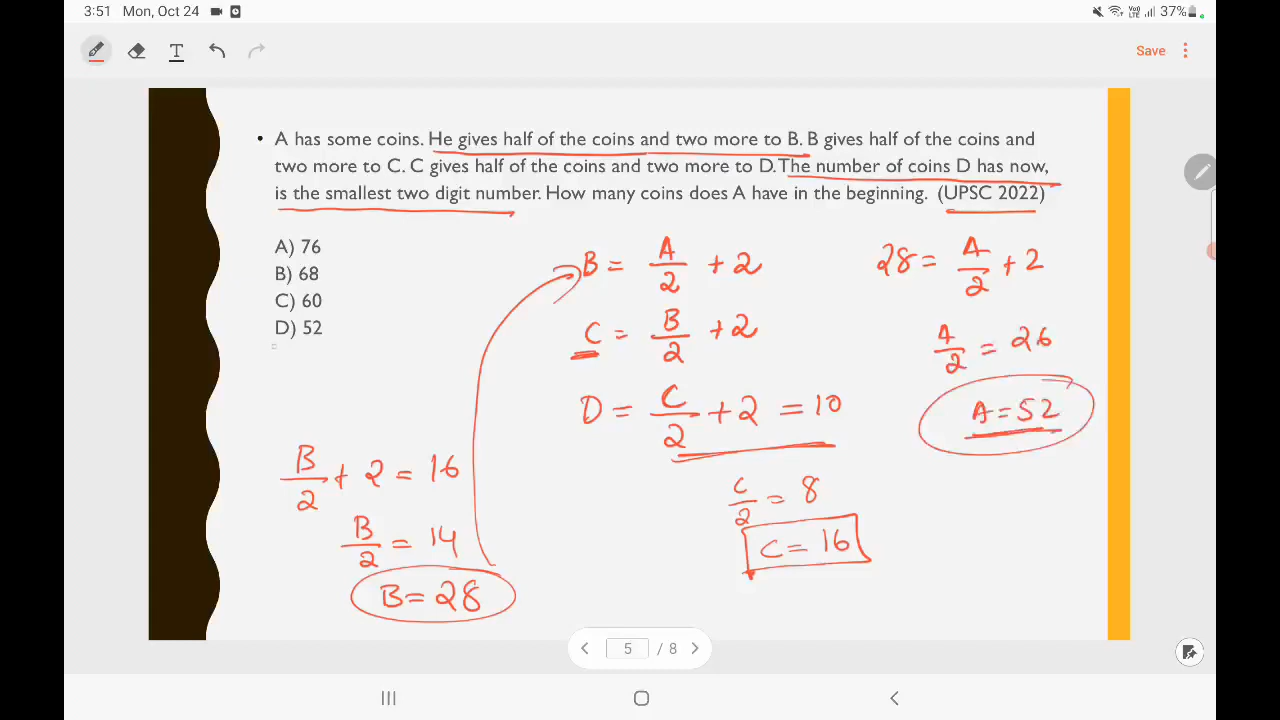 3:51 Mon, Oct 24
37%
Save
• A has some coins. He gives half of the coins and two more to B. B gives half of the coins and
two more to C. C gives half of the coins and two more to D. The number of coins D has now,
is the smallest two digit number. How many coins does A have in the beginning. (UPSC 2022)
A) 76
B) 68
C) 60
D) 52
B = A/2 + 2
C = B/2 + 2
D = C/2 + 2 = 10
C/2 = 8
C = 16
B/2 + 2 = 16
B/2 = 14
B = 28
28 = A/2 + 2
A/2 = 26
A = 52
5 / 8